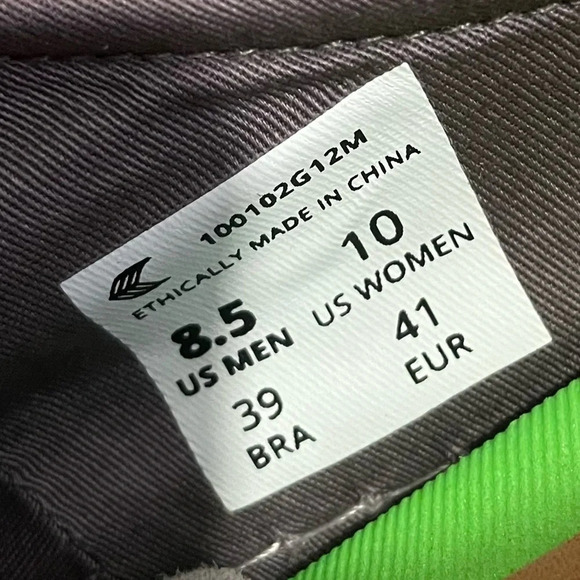 100102G12M
ETHICALLY MADE IN CHINA
8.5 10
US MEN US WOMEN
39 41
BRA EUR